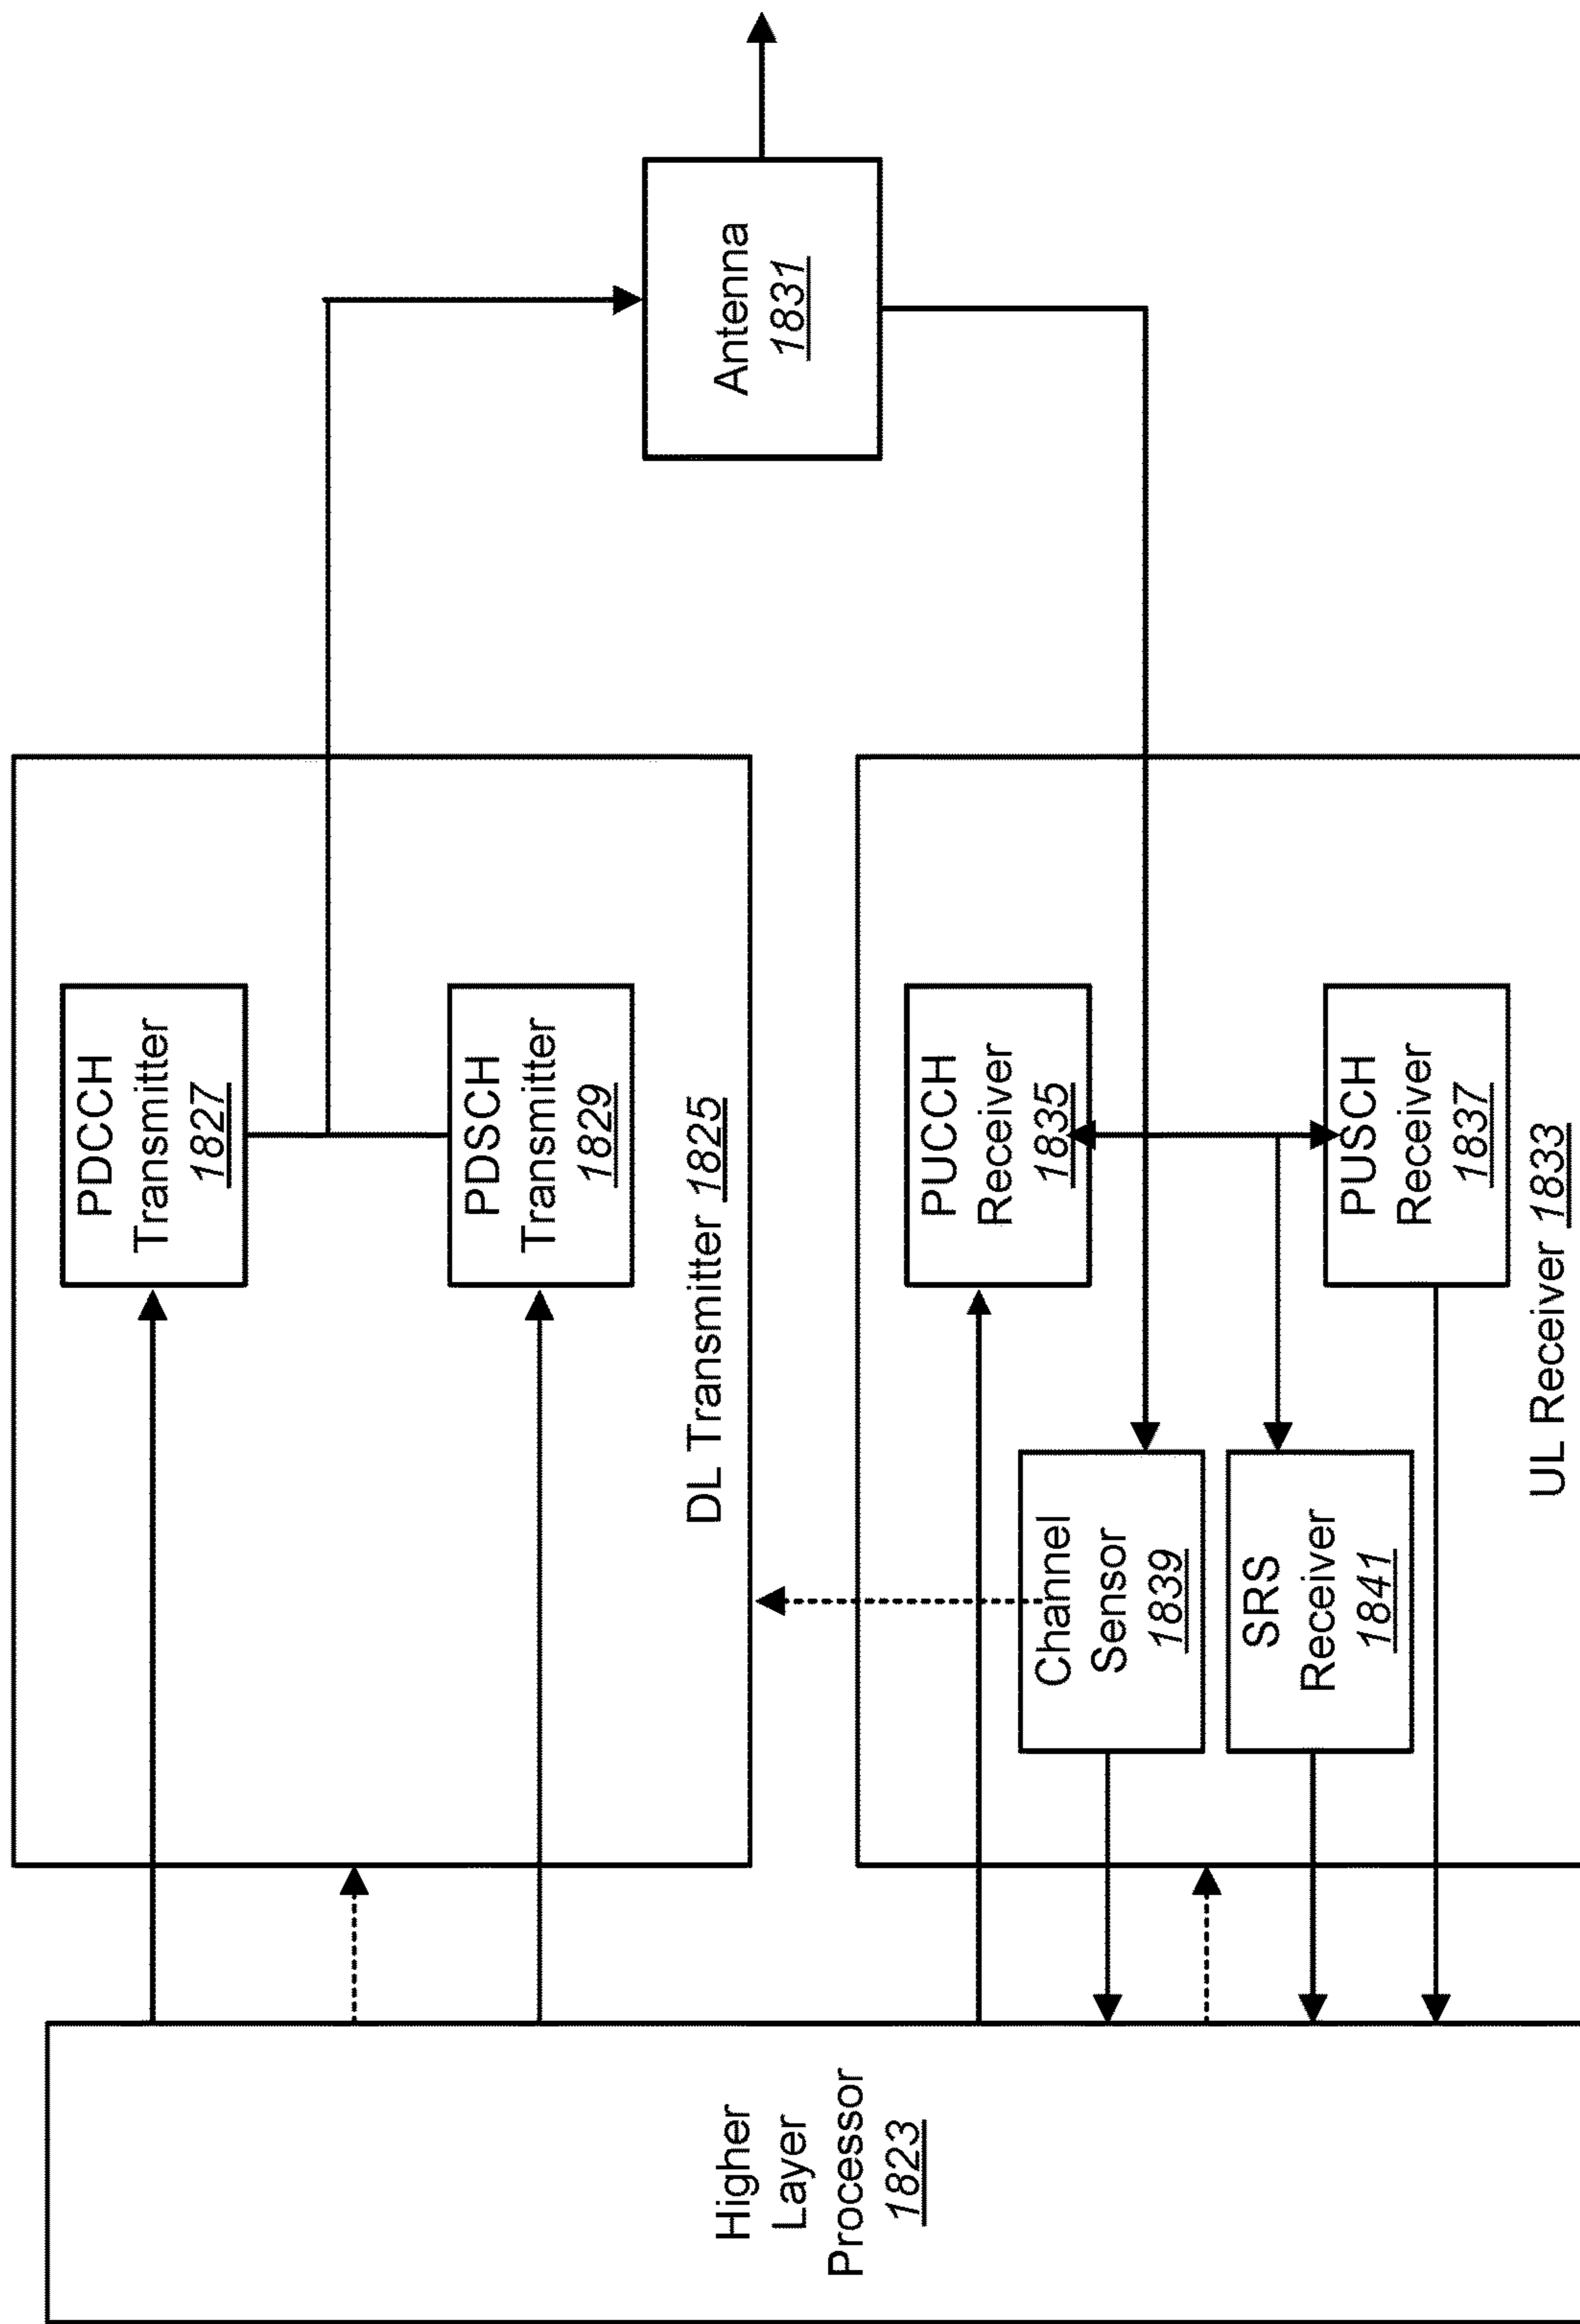 Higher
Layer
Processor
1823
PDCCH
Transmitter
1827
PDSCH
Transmitter
1829
DL Transmitter 1825
PUCCH
Receiver
1835
Channel
Sensor
1839
SRS
Receiver
1841
PUSCH
Receiver
1837
UL Receiver 1833
Antenna
1831